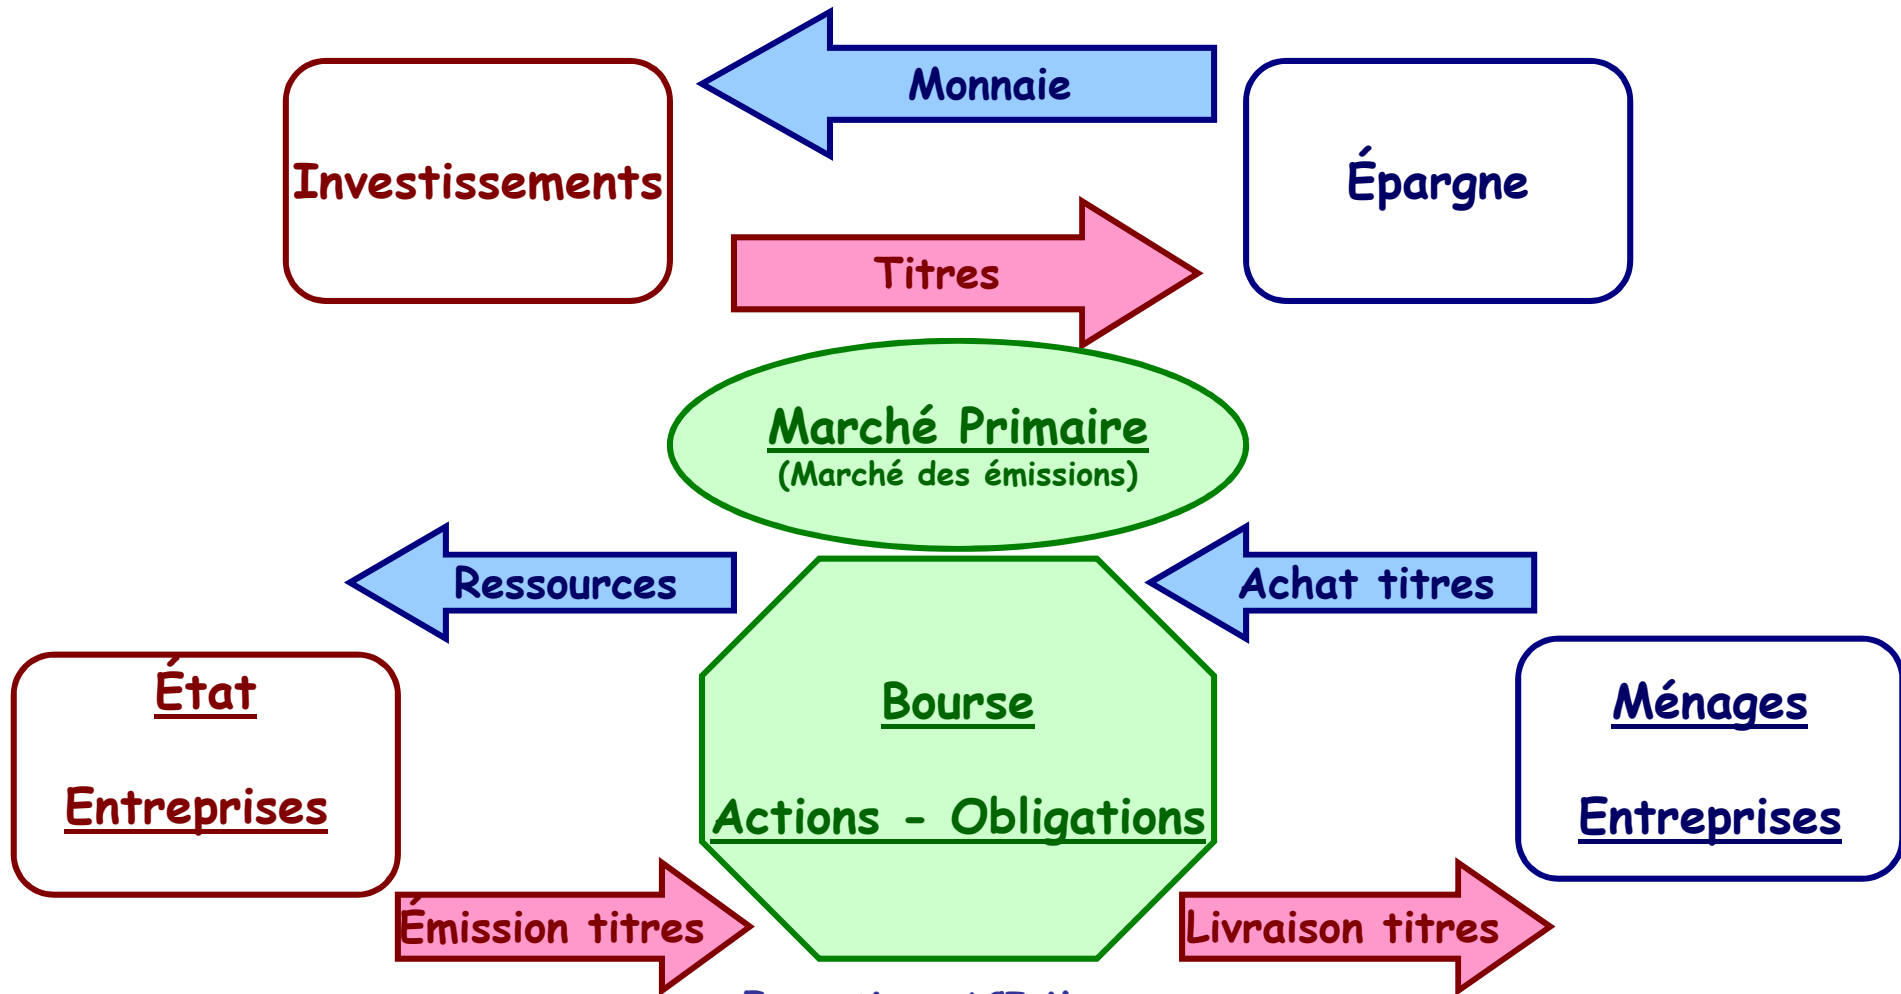 Monnaie
Investissements
Épargne
Titres
Marché Primaire
(Marché des émissions)
Ressources
Achat titres
État
Entreprises
Bourse
Actions - Obligations
Ménages
Entreprises
Émission titres
Livraison titres